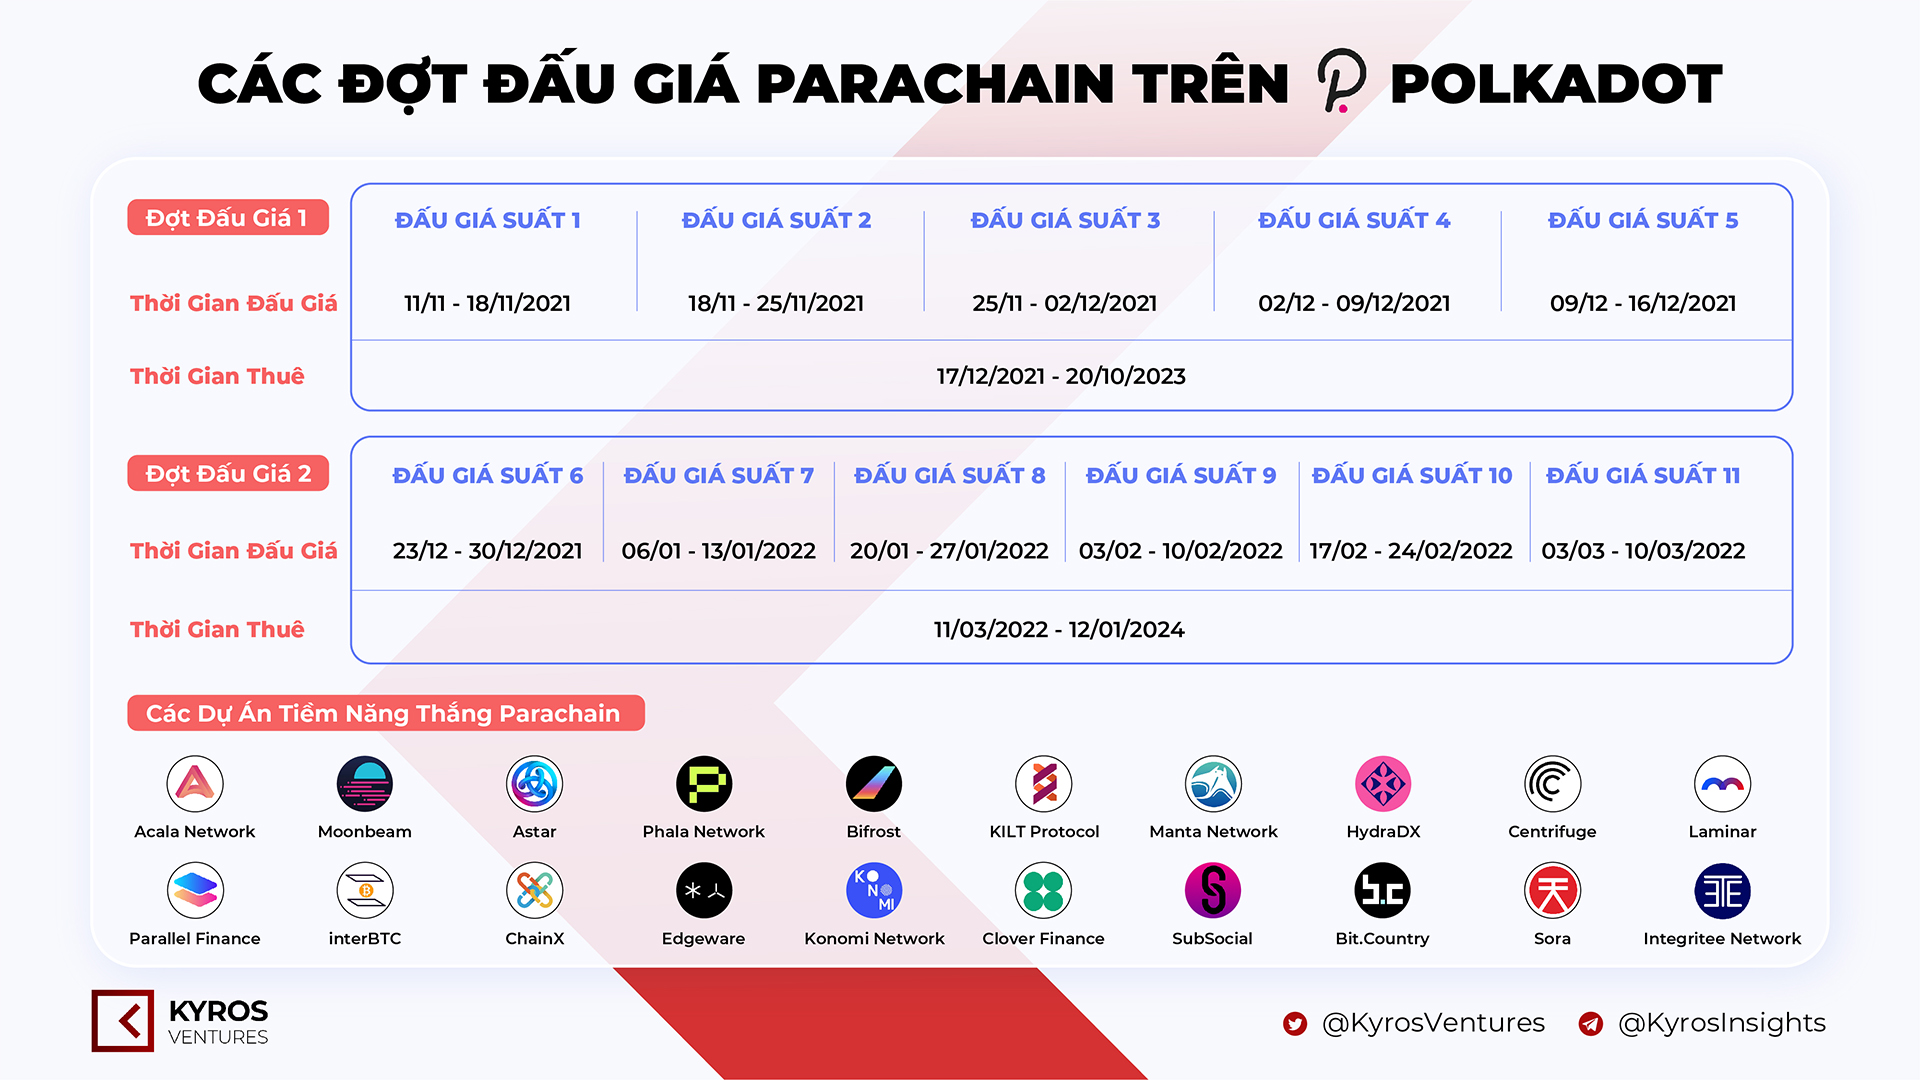 CÁC ĐỢT ĐẤU GIÁ PARACHAIN TRÊN POLKADOT
Đợt Đấu Giá 1
ĐẤU GIÁ SUẤT 1 ĐẤU GIÁ SUẤT 2 ĐẤU GIÁ SUẤT 3 ĐẤU GIÁ SUẤT 4 ĐẤU GIÁ SUẤT 5
Thời Gian Đấu Giá 11/11 - 18/11/2021 18/11 - 25/11/2021 25/11 - 02/12/2021 02/12 - 09/12/2021 09/12 - 16/12/2021
Thời Gian Thuê 17/12/2021 - 20/10/2023
Đợt Đấu Giá 2
ĐẤU GIÁ SUẤT 6 ĐẤU GIÁ SUẤT 7 ĐẤU GIÁ SUẤT 8 ĐẤU GIÁ SUẤT 9 ĐẤU GIÁ SUẤT 10 ĐẤU GIÁ SUẤT 11
Thời Gian Đấu Giá 23/12 - 30/12/2021 06/01 - 13/01/2022 20/01 - 27/01/2022 03/02 - 10/02/2022 17/02 - 24/02/2022 03/03 - 10/03/2022
Thời Gian Thuê 11/03/2022 - 12/01/2024
Các Dự Án Tiềm Năng Thắng Parachain
Acala Network Moonbeam Astar Phala Network Bifrost KILT Protocol Manta Network HydraDX Centrifuge Laminar
KONOMI b.c
Parallel Finance interBTC ChainX Edgeware Konomi Network Clover Finance SubSocial Bit.Country Sora Integritee Network
KYROS
VENTURES
@KyrosVentures @KyrosInsights